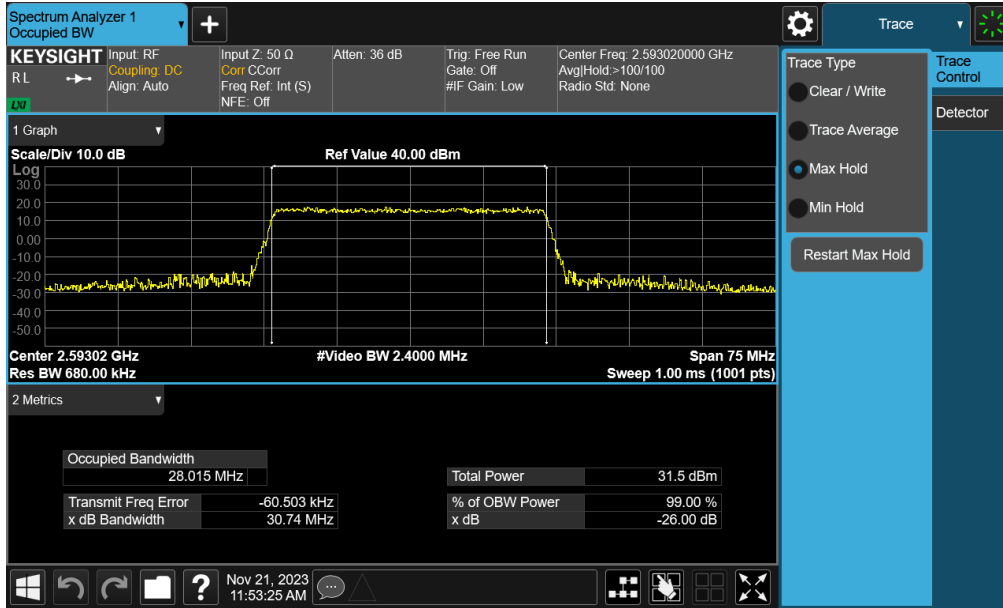 Spectrum Analyzer 1
Occupied BW
+
Trace
KEYSIGHT
R L
LXI
Input: RF
Coupling: DC
Align: Auto
Input Z: 50 Ω
Corr CCorr
Freq Ref: Int (S)
NFE: Off
Atten: 36 dB
Trig: Free Run
Gate: Off
#IF Gain: Low
Center Freq: 2.593020000 GHz
Avg|Hold:>100/100
Radio Std: None
Trace Type
Clear / Write
Trace Average
Max Hold
Min Hold
Restart Max Hold
Trace
Control
Detector
1 Graph
Scale/Div 10.0 dB
Ref Value 40.00 dBm
Log
30.0
20.0
10.0
0.00
-10.0
-20.0
-30.0
-40.0
-50.0
Center 2.59302 GHz
#Video BW 2.4000 MHz
Span 75 MHz
Res BW 680.00 kHz
Sweep 1.00 ms (1001 pts)
2 Metrics
Occupied Bandwidth
28.015 MHz
Total Power 31.5 dBm
Transmit Freq Error -60.503 kHz
% of OBW Power 99.00 %
x dB Bandwidth 30.74 MHz
x dB -26.00 dB
?
Nov 21, 2023
11:53:25 AM